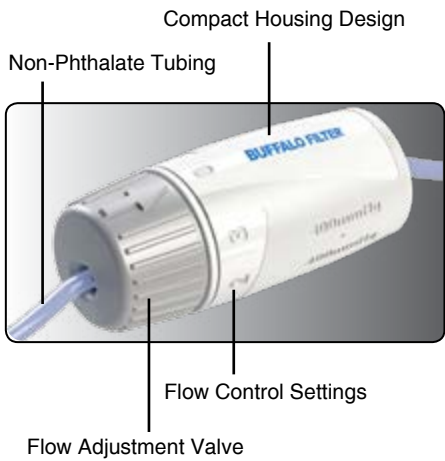 Compact Housing Design
Non-Phthalate Tubing
BUFFALO FILTER
Flow Control Settings
Flow Adjustment Valve